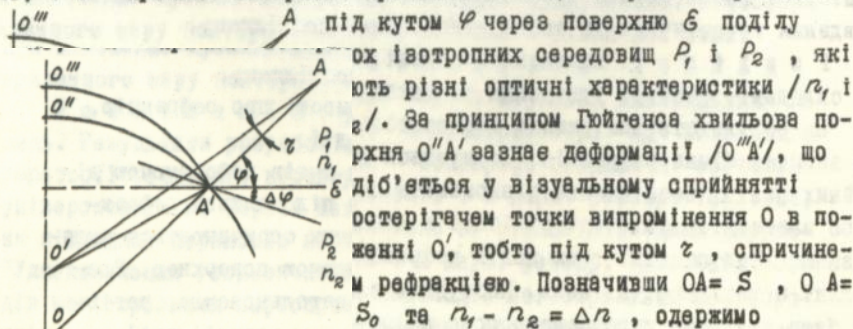 під кутом φ через поверхню ε поділу
ох ізотропних середовищ P₁ і P₂, які
ють різні оптичні характеристики /n₁ і
₂/. За принципом Гюйгенса хвильова по-
рхня O"A' зазнає деформації /O'''A'/, що
діб'еться у візуальному сприйнятті
остерігачем точки випромінення O в по-
женні O', тобто під кутом τ, спричине-
м рефракцією. Позначивши OA= S, O A=
S₀ та n₁ - n₂ = Δn, одержимо
O'''
A
O'''
O"
A
τ
P₁
n₁
φ
A'
Δφ
ε
O'
P₂
n₂
O